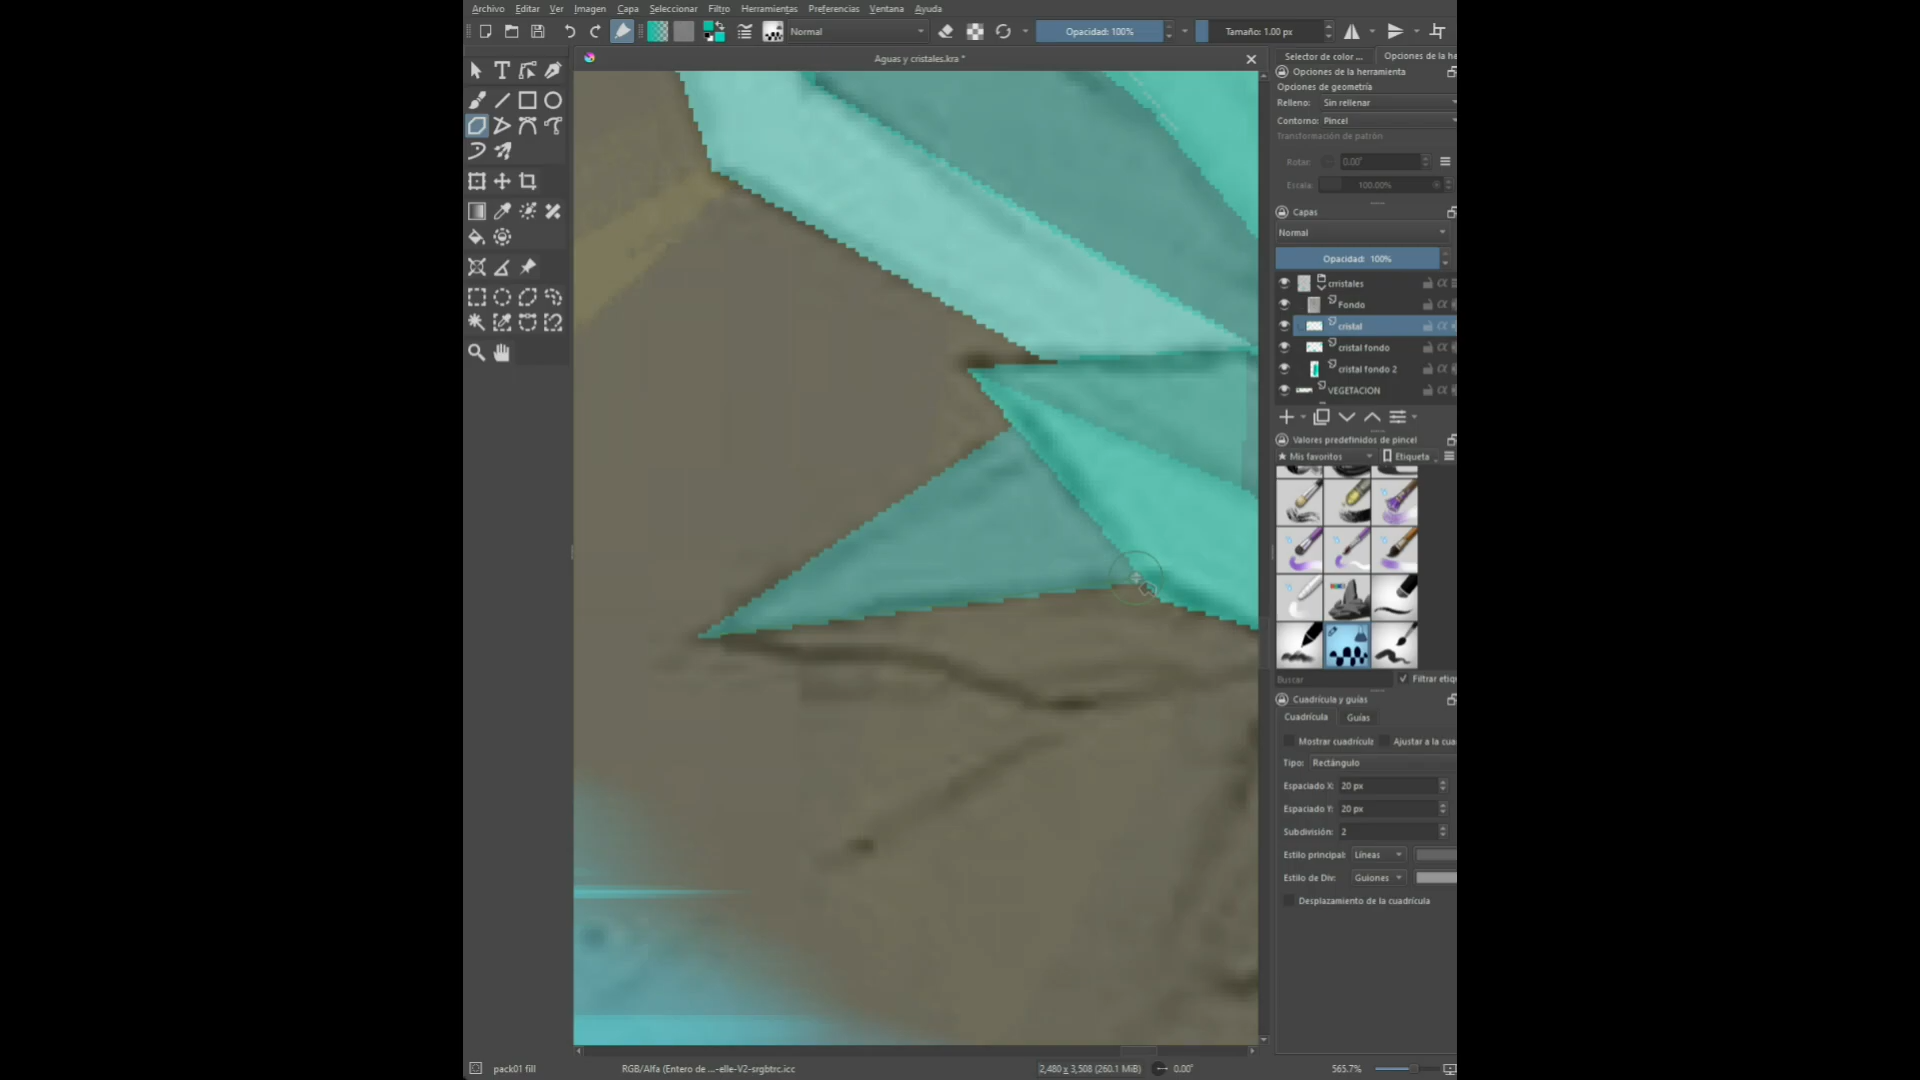 Archivo Editar Ver Imagen Capa Seleccionar Filtro Herramientas Preferencias Ventana Ayuda
Normal
Opacidad: 100%
Tamaño: 1.00 px
Aguas y cristales.kra *
Selector de color ...
Opciones de la he
Opciones de la herramienta
Opciones de geometría
Relleno: Sin rellenar
Contorno: Pincel
Transformación de patrón
Rotar: 0.00°
Escala: 100.00%
Capas
Normal
Opacidad: 100%
crristales
Fondo
cristal
cristal fondo
cristal fondo 2
VEGETACION
Valores predefinidos de pincel
★ Mis favoritos
Etiqueta
Buscar
Filtrar etiq
Cuadrícula y guías
Cuadrícula Guías
Mostrar cuadrícula Ajustar a la cua
Tipo: Rectángulo
Espaciado X: 20 px
Espaciado Y: 20 px
Subdivisión: 2
Estilo principal: Líneas
Estilo de Div: Guiones
Desplazamiento de la cuadrícula
pack01 fill
RGB/Alfa (Entero de ...-elle-V2-srgbtrc.icc
2,480 x 3,508 (260.1 MiB)
0.00°
565.7%